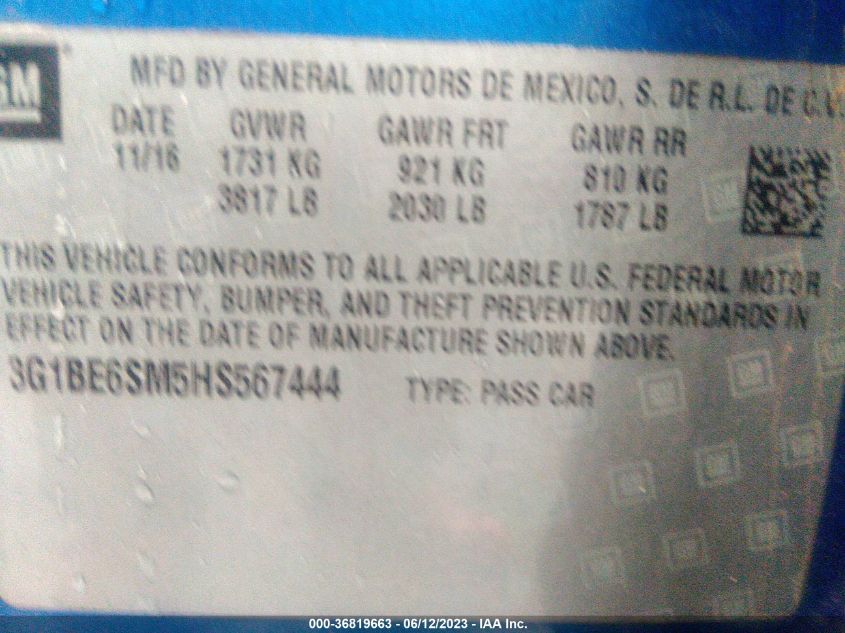 GM
MFD BY GENERAL MOTORS DE MEXICO, S. DE R.L. DE C.V.
DATE GVWR GAWR FRT GAWR RR
11/16 1731 KG 921 KG 810 KG
3817 LB 2030 LB 1787 LB
THIS VEHICLE CONFORMS TO ALL APPLICABLE U.S. FEDERAL MOTOR
VEHICLE SAFETY, BUMPER, AND THEFT PREVENTION STANDARDS IN
EFFECT ON THE DATE OF MANUFACTURE SHOWN ABOVE.
3G1BE6SM5HS567444 TYPE: PASS CAR
000-36819663 - 06/12/2023 - IAA Inc.